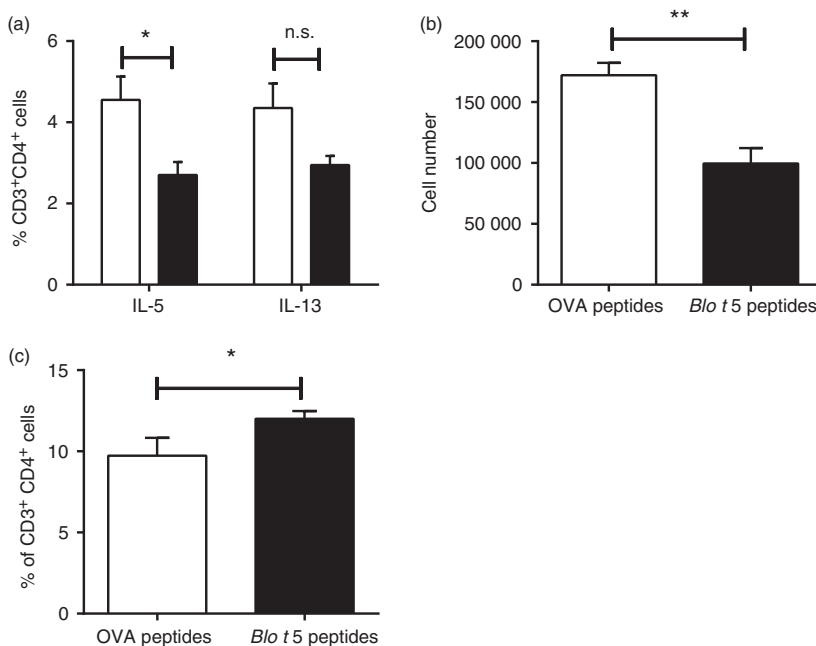 (a)
% CD3⁺CD4⁺ cells
6
4
2
0
*
n.s.
IL-5
IL-13
(b)
Cell number
200 000
150 000
100 000
50 000
0
**
OVA peptides
Blo t 5 peptides
(c)
% of CD3⁺ CD4⁺ cells
15
10
5
0
*
OVA peptides
Blo t 5 peptides